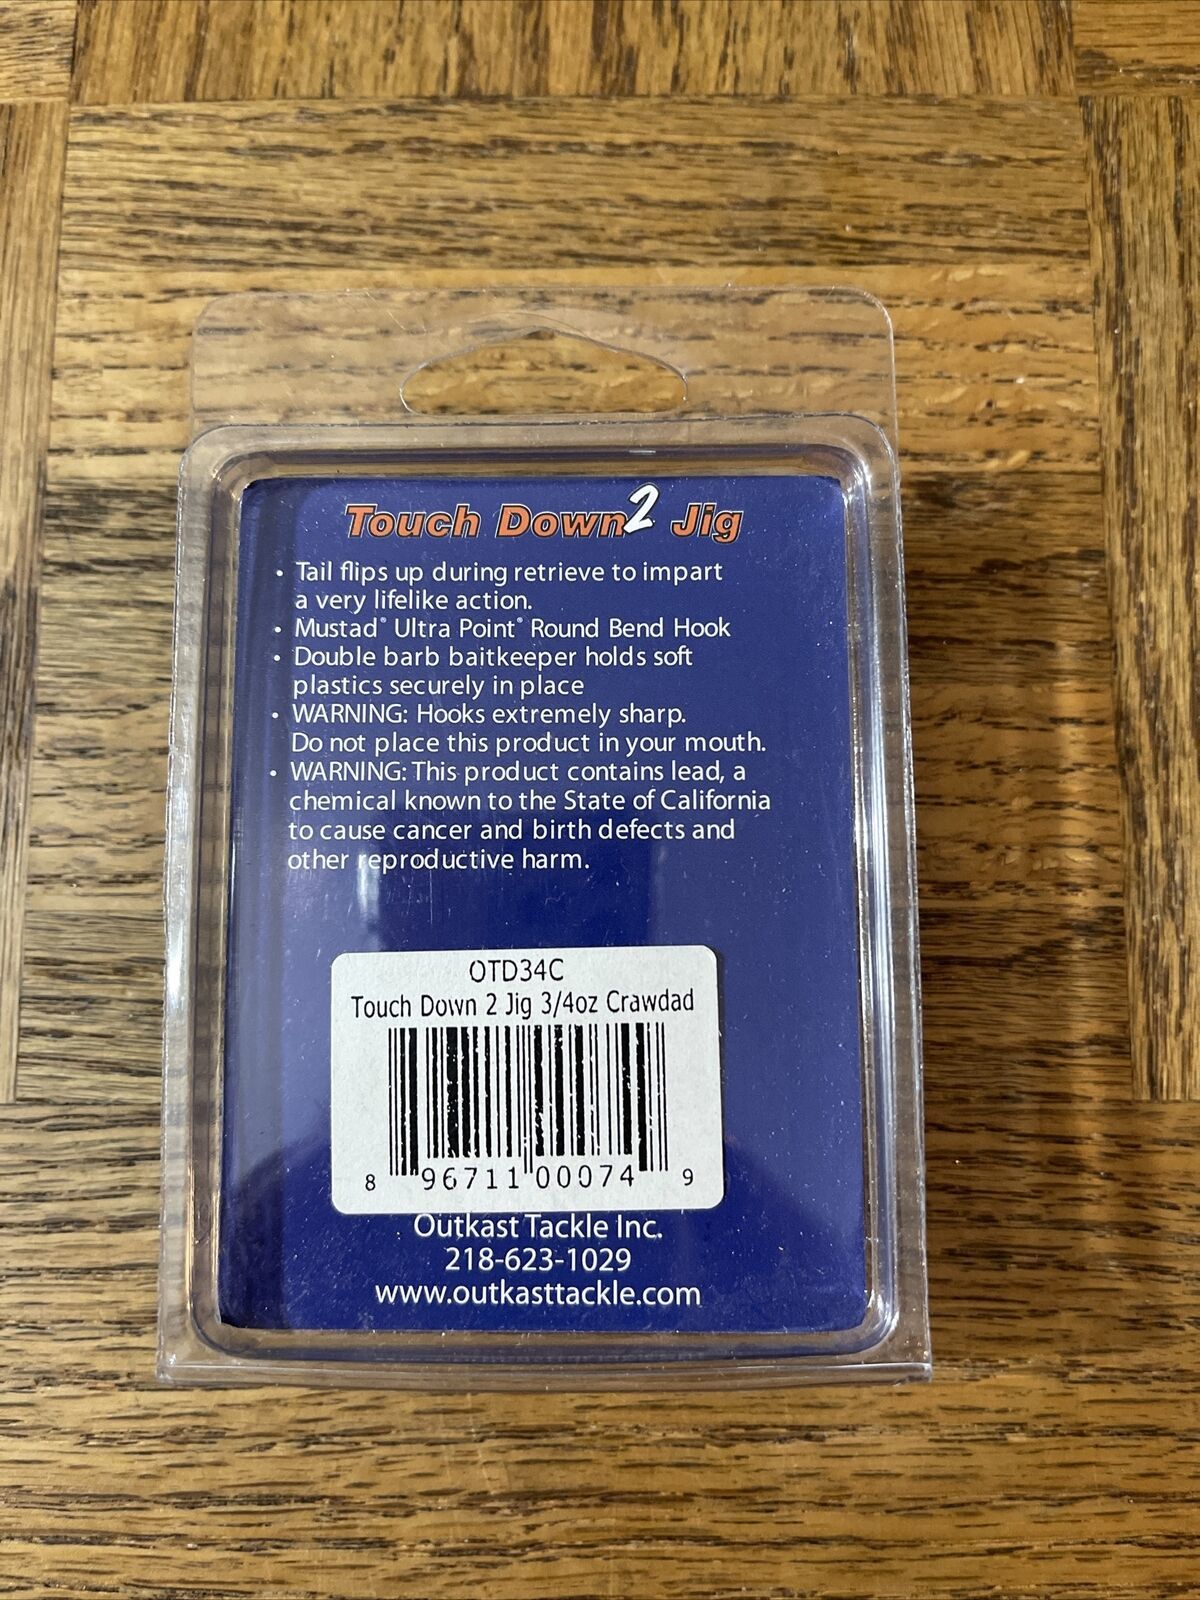 Touch Down2 Jig
• Tail flips up during retrieve to impart
a very lifelike action.
• Mustad® Ultra Point® Round Bend Hook
• Double barb baitkeeper holds soft
plastics securely in place
• WARNING: Hooks extremely sharp.
Do not place this product in your mouth.
• WARNING: This product contains lead, a
chemical known to the State of California
to cause cancer and birth defects and
other reproductive harm.
OTD34C
Touch Down 2 Jig 3/4oz Crawdad
8 96711 00074 9
Outkast Tackle Inc.
218-623-1029
www.outkasttackle.com